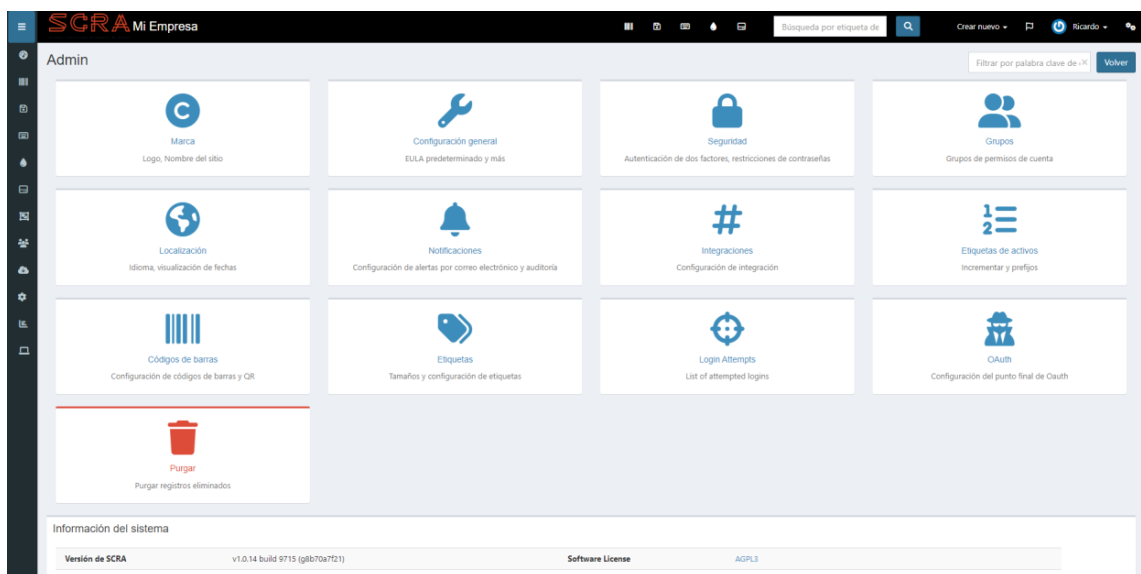 SCRA Mi Empresa
Búsqueda por etiqueta de
Crear nuevo
Ricardo
Admin
Filtrar por palabra clave de
Volver
Marca
Logo, Nombre del sitio
Configuración general
EULA predeterminado y más
Seguridad
Autenticación de dos factores, restricciones de contraseñas
Grupos
Grupos de permisos de cuenta
Localización
Idioma, visualización de fechas
Notificaciones
Configuración de alertas por correo electrónico y auditoría
Integraciones
Configuración de integración
Etiquetas de activos
Incrementar y prefijos
Códigos de barras
Configuración de códigos de barras y QR
Etiquetas
Tamaños y configuración de etiquetas
Login Attempts
List of attempted logins
OAuth
Configuración del punto final de Oauth
Purgar
Purgar registros eliminados
Información del sistema
Versión de SCRA v1.0.14 build 9715 (g8b70a7f21) Software License AGPL3